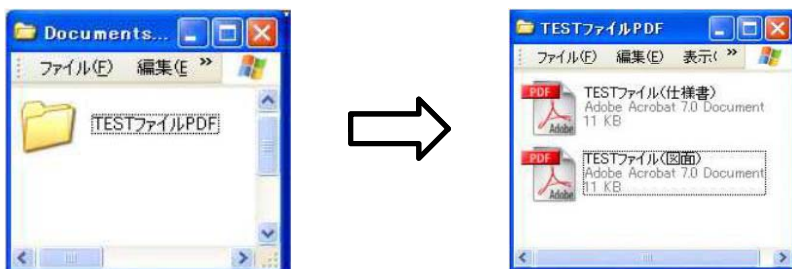 Documents...
ファイル(F) 編集(E »
TESTファイルPDF
TESTファイルPDF
ファイル(F) 編集(E) 表示( »
PDF
Adobe
TESTファイル(仕様書)
Adobe Acrobat 7.0 Document
11 KB
PDF
Adobe
TESTファイル(図面)
Adobe Acrobat 7.0 Document
11 KB